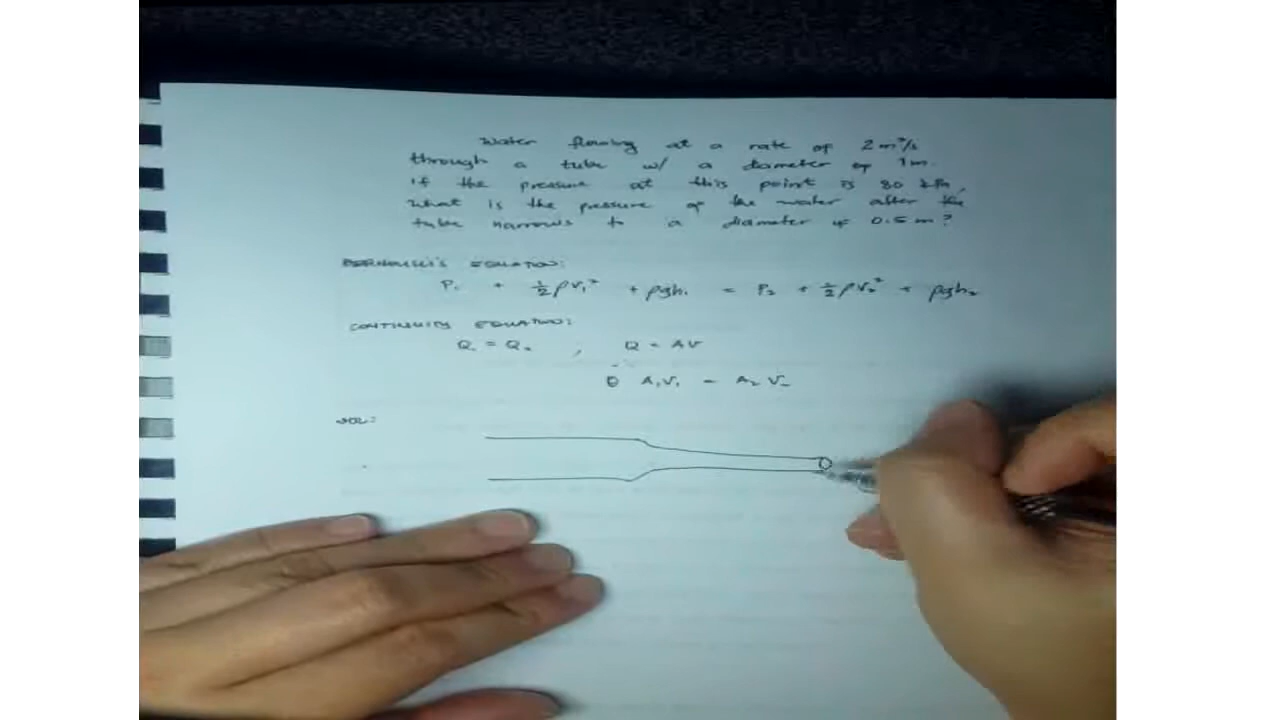 Water flowing at a rate of 2 m³/s
through a tube w/ a diameter of 1m.
If the pressure at this point is 80 kPa,
what is the pressure of the water after the
tube narrows to a diameter of 0.5 m?
BERNOULLI'S EQUATION:
P₁ + ½ρv₁² + ρgh₁ = P₂ + ½ρv₂² + ρgh₂
CONTINUITY EQUATION:
Q₁ = Q₂ , Q = AV
A₁V₁ = A₂V₂
SOL: